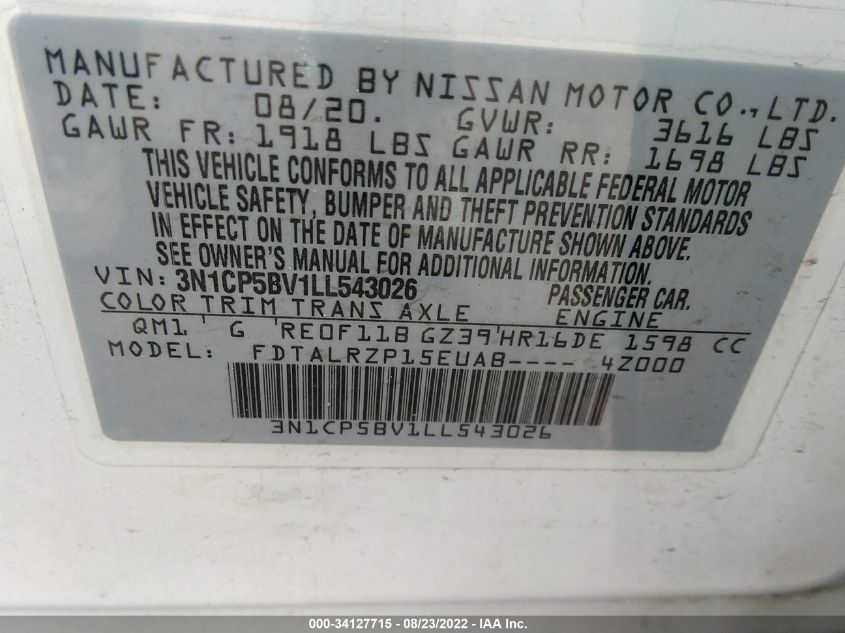 MANUFACTURED BY NISSAN MOTOR CO.,LTD.
DATE: 08/20. GVWR: 3616 LBS
GAWR FR: 1918 LBS GAWR RR: 1698 LBS
THIS VEHICLE CONFORMS TO ALL APPLICABLE FEDERAL MOTOR
VEHICLE SAFETY, BUMPER AND THEFT PREVENTION STANDARDS
IN EFFECT ON THE DATE OF MANUFACTURE SHOWN ABOVE.
SEE OWNER'S MANUAL FOR ADDITIONAL INFORMATION.
VIN: 3N1CP5BV1LL543026 PASSENGER CAR.
COLOR TRIM TRANS AXLE ENGINE
QM1 ' G 'RE0F11B GZ39'HR16DE 1598 CC
MODEL: FDTALRZP15EUAB---- 4Z000
3N1CP5BV1LL543026
000-34127715 - 08/23/2022 - IAA Inc.